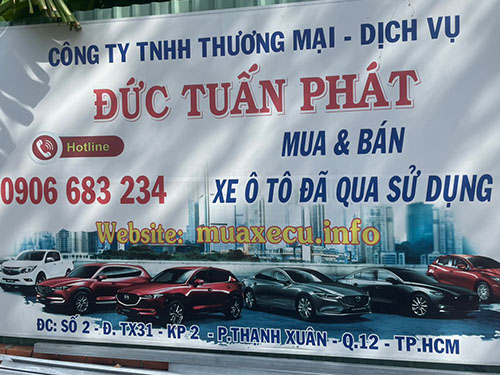 CÔNG TY TNHH THƯƠNG MẠI - DỊCH VỤ
ĐỨC TUẤN PHÁT
Hotline
MUA & BÁN
0906 683 234
XE Ô TÔ ĐÃ QUA SỬ DỤNG
Website: muaxecu.info
ĐC: SỐ 2 - Đ. TX31 - KP 2 - P.THẠNH XUÂN - Q.12 - TP.HCM